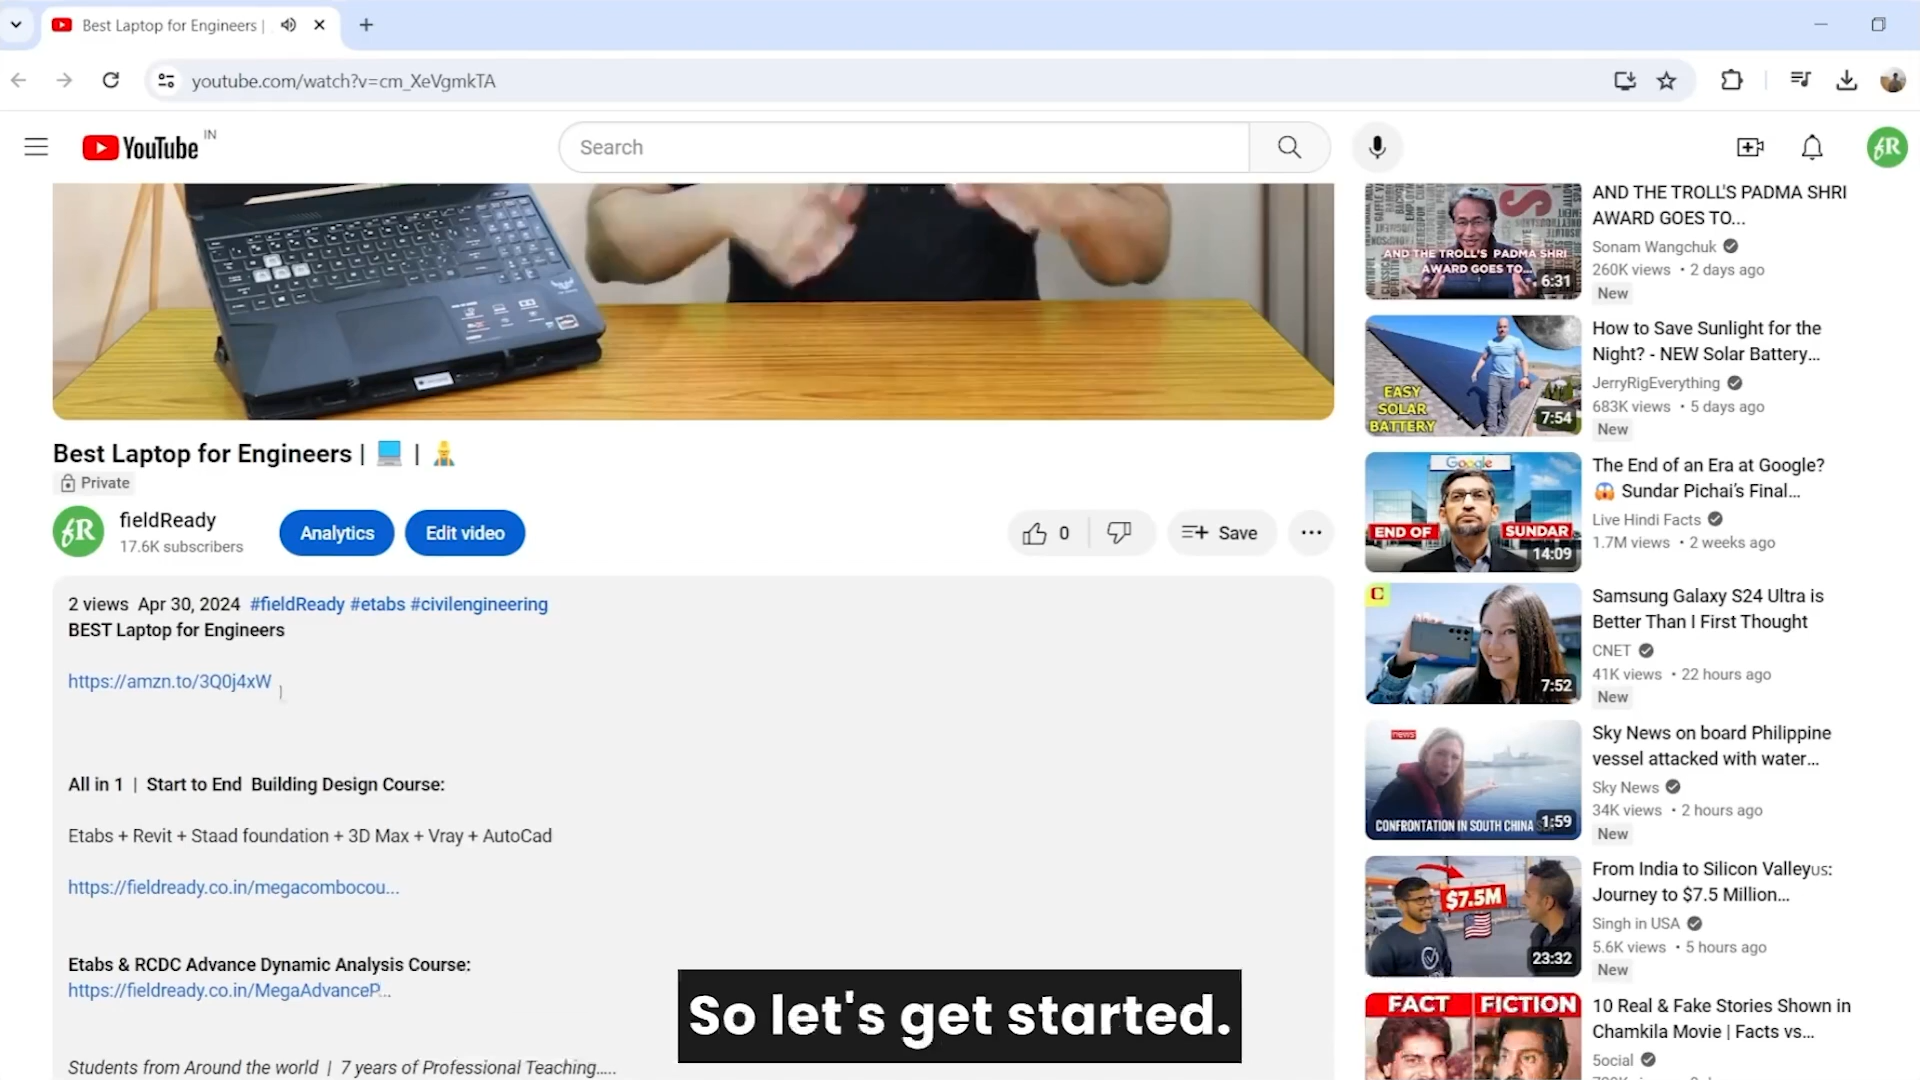 Best Laptop for Engineers |
youtube.com/watch?v=cm_XeVgmkTA
YouTube IN
Search
fR
Best Laptop for Engineers | 💻 | 👷
Private
fR
fieldReady
17.6K subscribers
Analytics
Edit video
0
Save
2 views Apr 30, 2024 #fieldReady #etabs #civilengineering
BEST Laptop for Engineers
https://amzn.to/3Q0j4xW
All in 1 | Start to End Building Design Course:
Etabs + Revit + Staad foundation + 3D Max + Vray + AutoCad
https://fieldready.co.in/megacombocou...
Etabs & RCDC Advance Dynamic Analysis Course:
https://fieldready.co.in/MegaAdvanceP...
Students from Around the world | 7 years of Professional Teaching.....
So let's get started.
AND THE TROLL'S PADMA SHRI
AWARD GOES TO...
6:31
AND THE TROLL'S PADMA SHRI
AWARD GOES TO...
Sonam Wangchuk
260K views • 2 days ago
New
EASY
SOLAR
BATTERY
7:54
How to Save Sunlight for the
Night? - NEW Solar Battery...
JerryRigEverything
683K views • 5 days ago
New
Google
END OF
SUNDAR
14:09
The End of an Era at Google?
😱 Sundar Pichai's Final...
Live Hindi Facts
1.7M views • 2 weeks ago
C
7:52
Samsung Galaxy S24 Ultra is
Better Than I First Thought
CNET
41K views • 22 hours ago
New
news
CONFRONTATION IN SOUTH CHINA
1:59
Sky News on board Philippine
vessel attacked with water...
Sky News
34K views • 2 hours ago
New
$7.5M
23:32
From India to Silicon Valleyus:
Journey to $7.5 Million...
Singh in USA
5.6K views • 5 hours ago
New
FACT
FICTION
10 Real & Fake Stories Shown in
Chamkila Movie | Facts vs...
5ocial